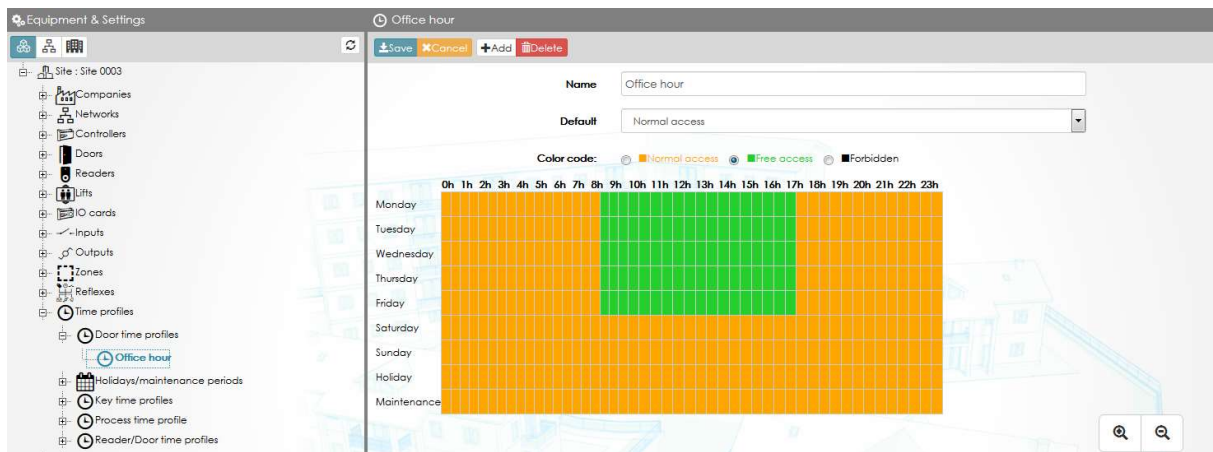 Equipment & Settings
Office hour
Save Cancel Add Delete
Site : Site 0003
Companies
Networks
Controllers
Doors
Readers
Lifts
IO cards
Inputs
Outputs
Zones
Reflexes
Time profiles
Door time profiles
Office hour
Holidays/maintenance periods
Key time profiles
Process time profile
Reader/Door time profiles
Name Office hour
Default Normal access
Color code: Normal access Free access Forbidden
0h 1h 2h 3h 4h 5h 6h 7h 8h 9h 10h 11h 12h 13h 14h 15h 16h 17h 18h 19h 20h 21h 22h 23h
Monday
Tuesday
Wednesday
Thursday
Friday
Saturday
Sunday
Holiday
Maintenance